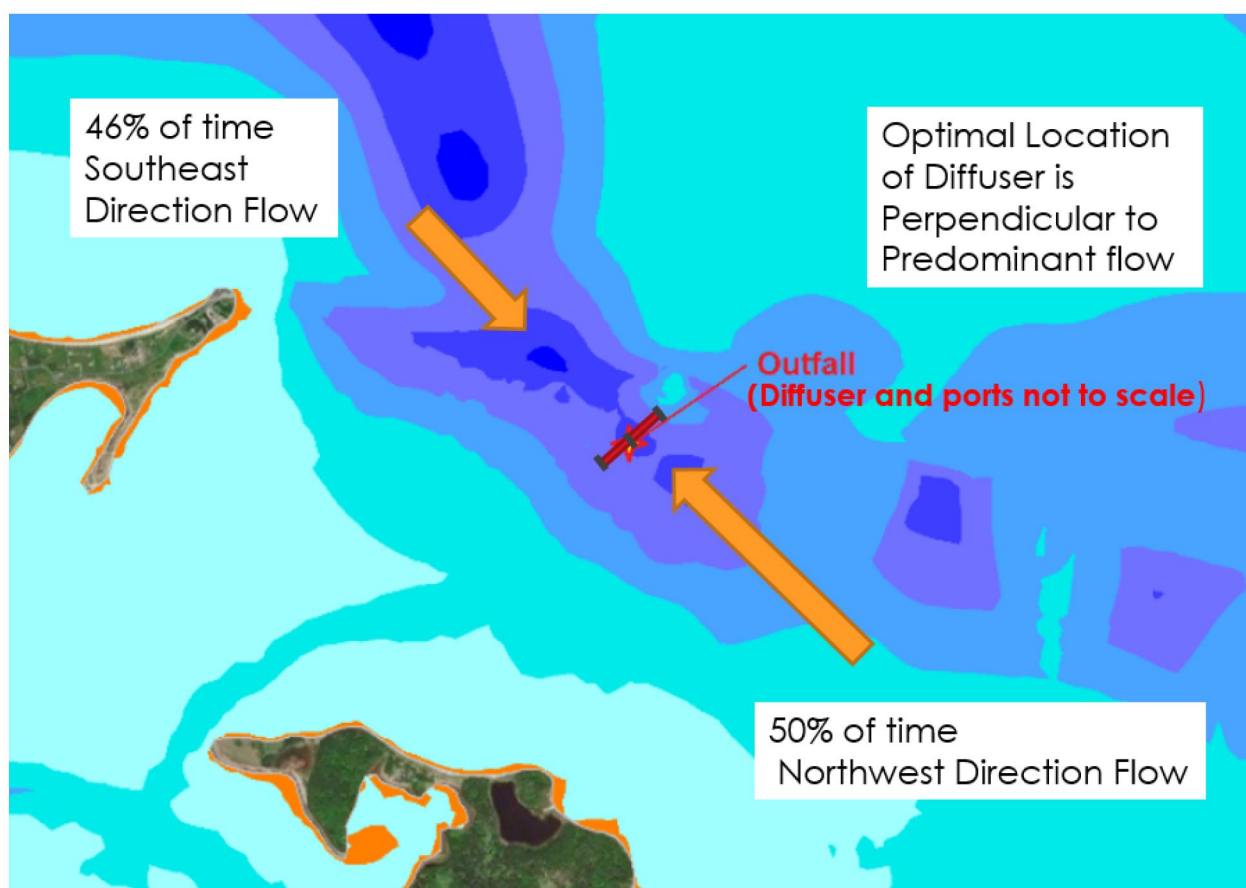 46% of time
Southeast
Direction Flow
Optimal Location
of Diffuser is
Perpendicular to
Predominant flow
Outfall
(Diffuser and ports not to scale)
50% of time
Northwest Direction Flow